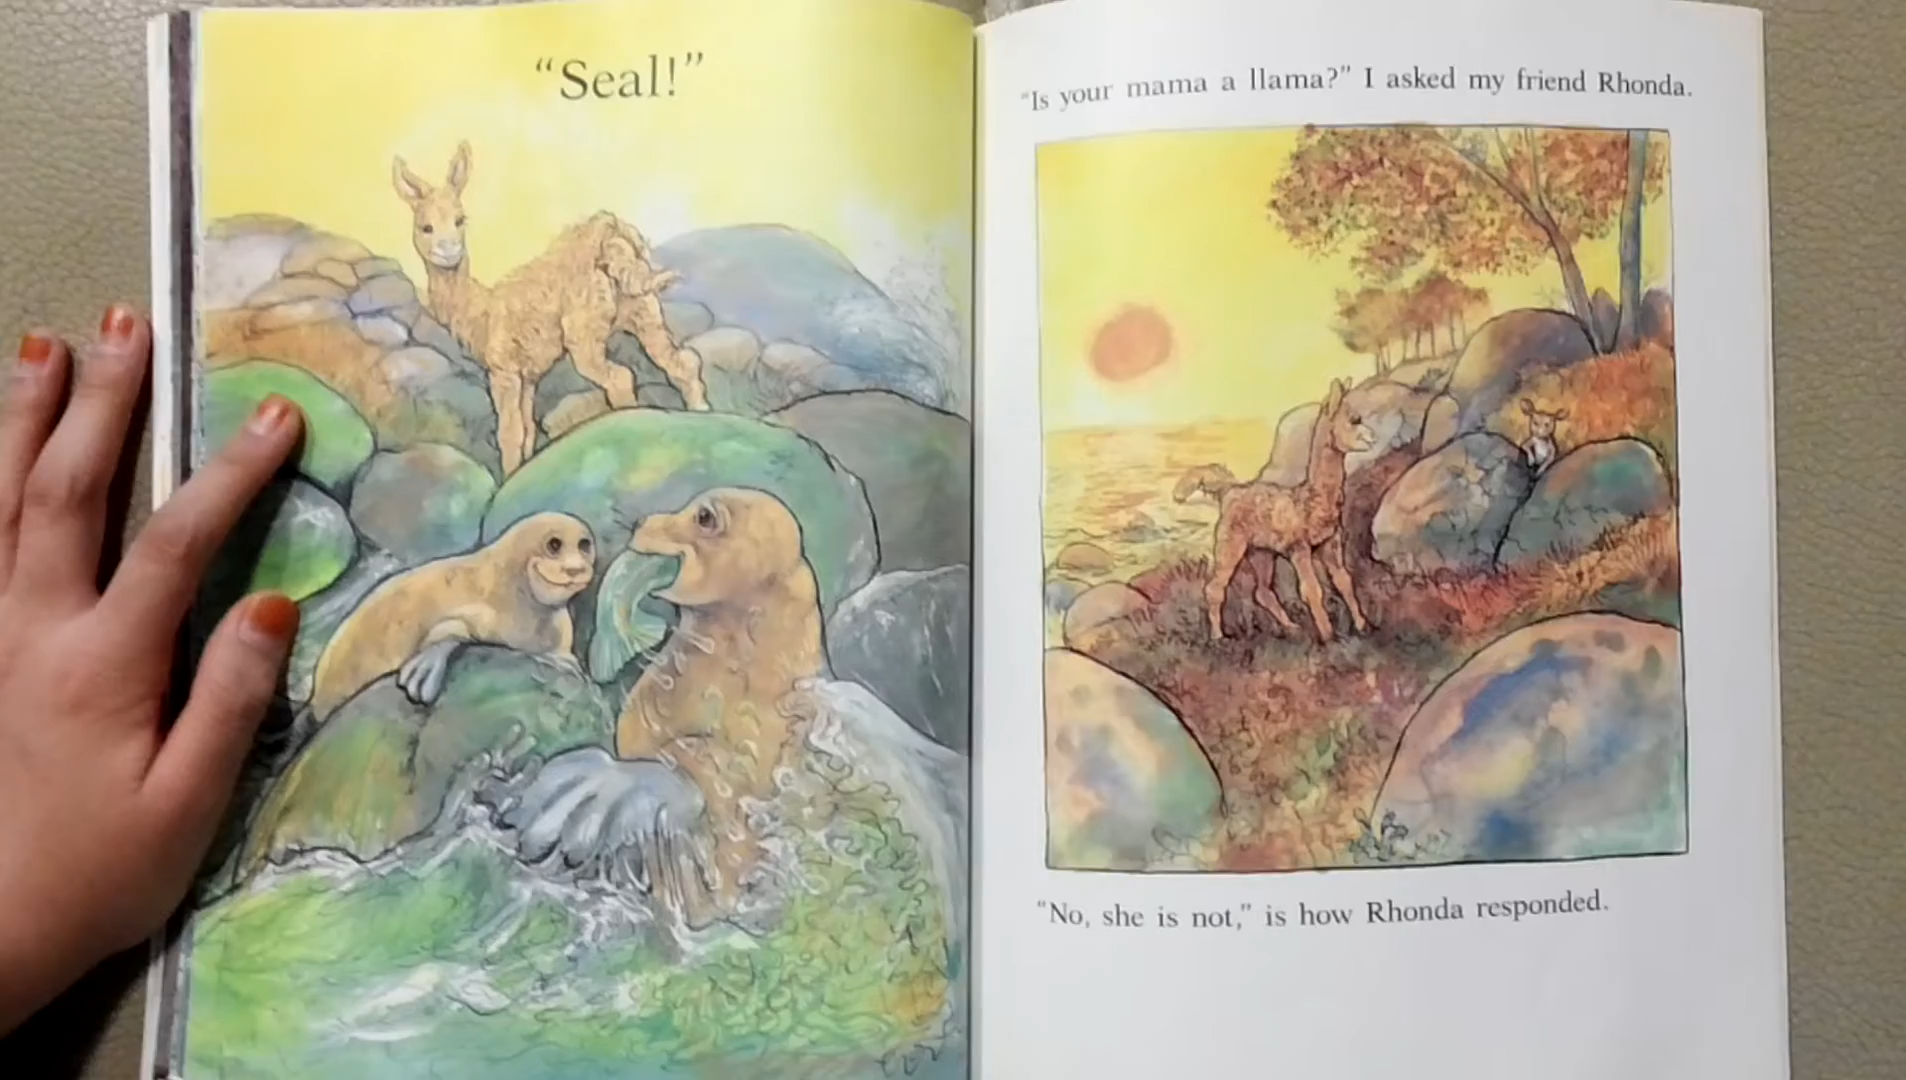 “Seal!”
“Is your mama a llama?” I asked my friend Rhonda.
“No, she is not,” is how Rhonda responded.